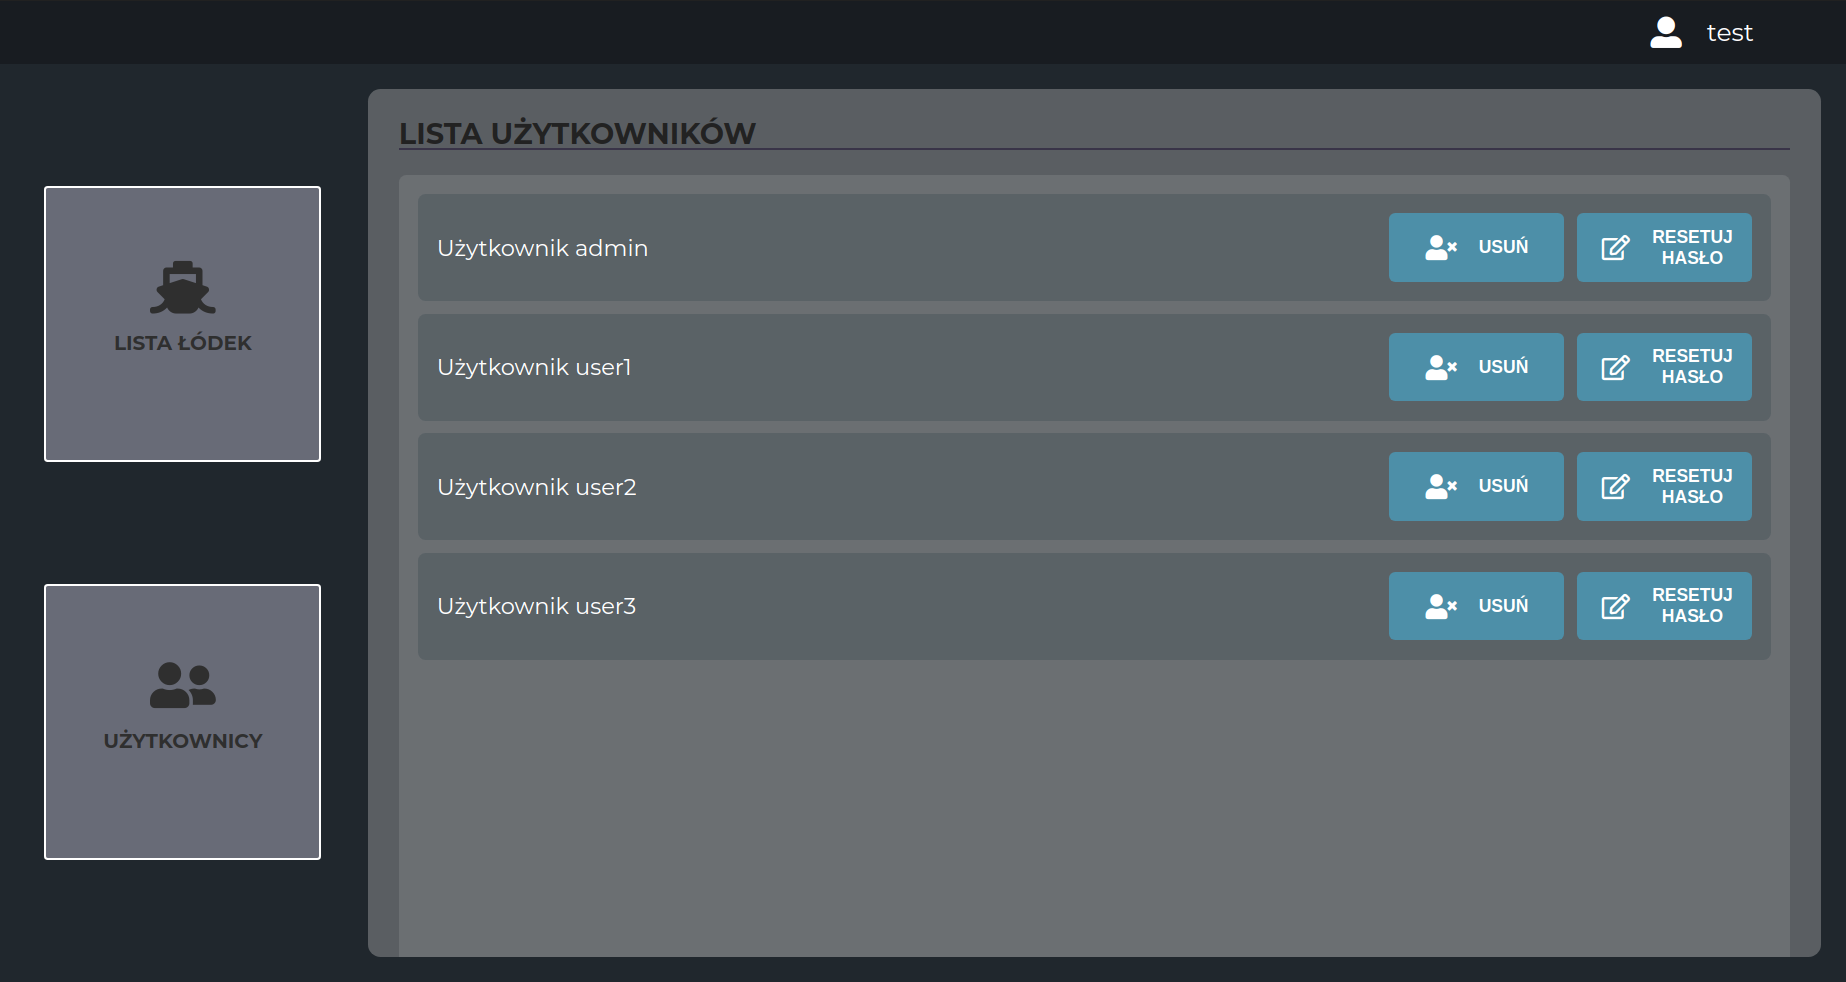 test
LISTA ŁÓDEK
UŻYTKOWNICY
LISTA UŻYTKOWNIKÓW
Użytkownik admin
USUŃ
RESETUJ
HASŁO
Użytkownik user1
USUŃ
RESETUJ
HASŁO
Użytkownik user2
USUŃ
RESETUJ
HASŁO
Użytkownik user3
USUŃ
RESETUJ
HASŁO